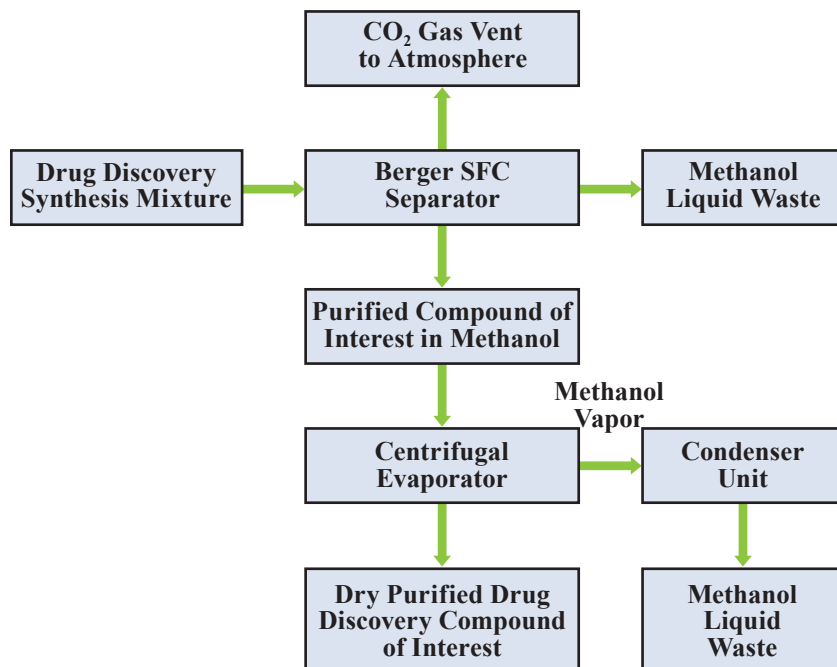 CO₂ Gas Vent
to Atmosphere
Drug Discovery
Synthesis Mixture
Berger SFC
Separator
Methanol
Liquid Waste
Purified Compound of
Interest in Methanol
Methanol
Vapor
Centrifugal
Evaporator
Condenser
Unit
Dry Purified Drug
Discovery Compound
of Interest
Methanol
Liquid
Waste